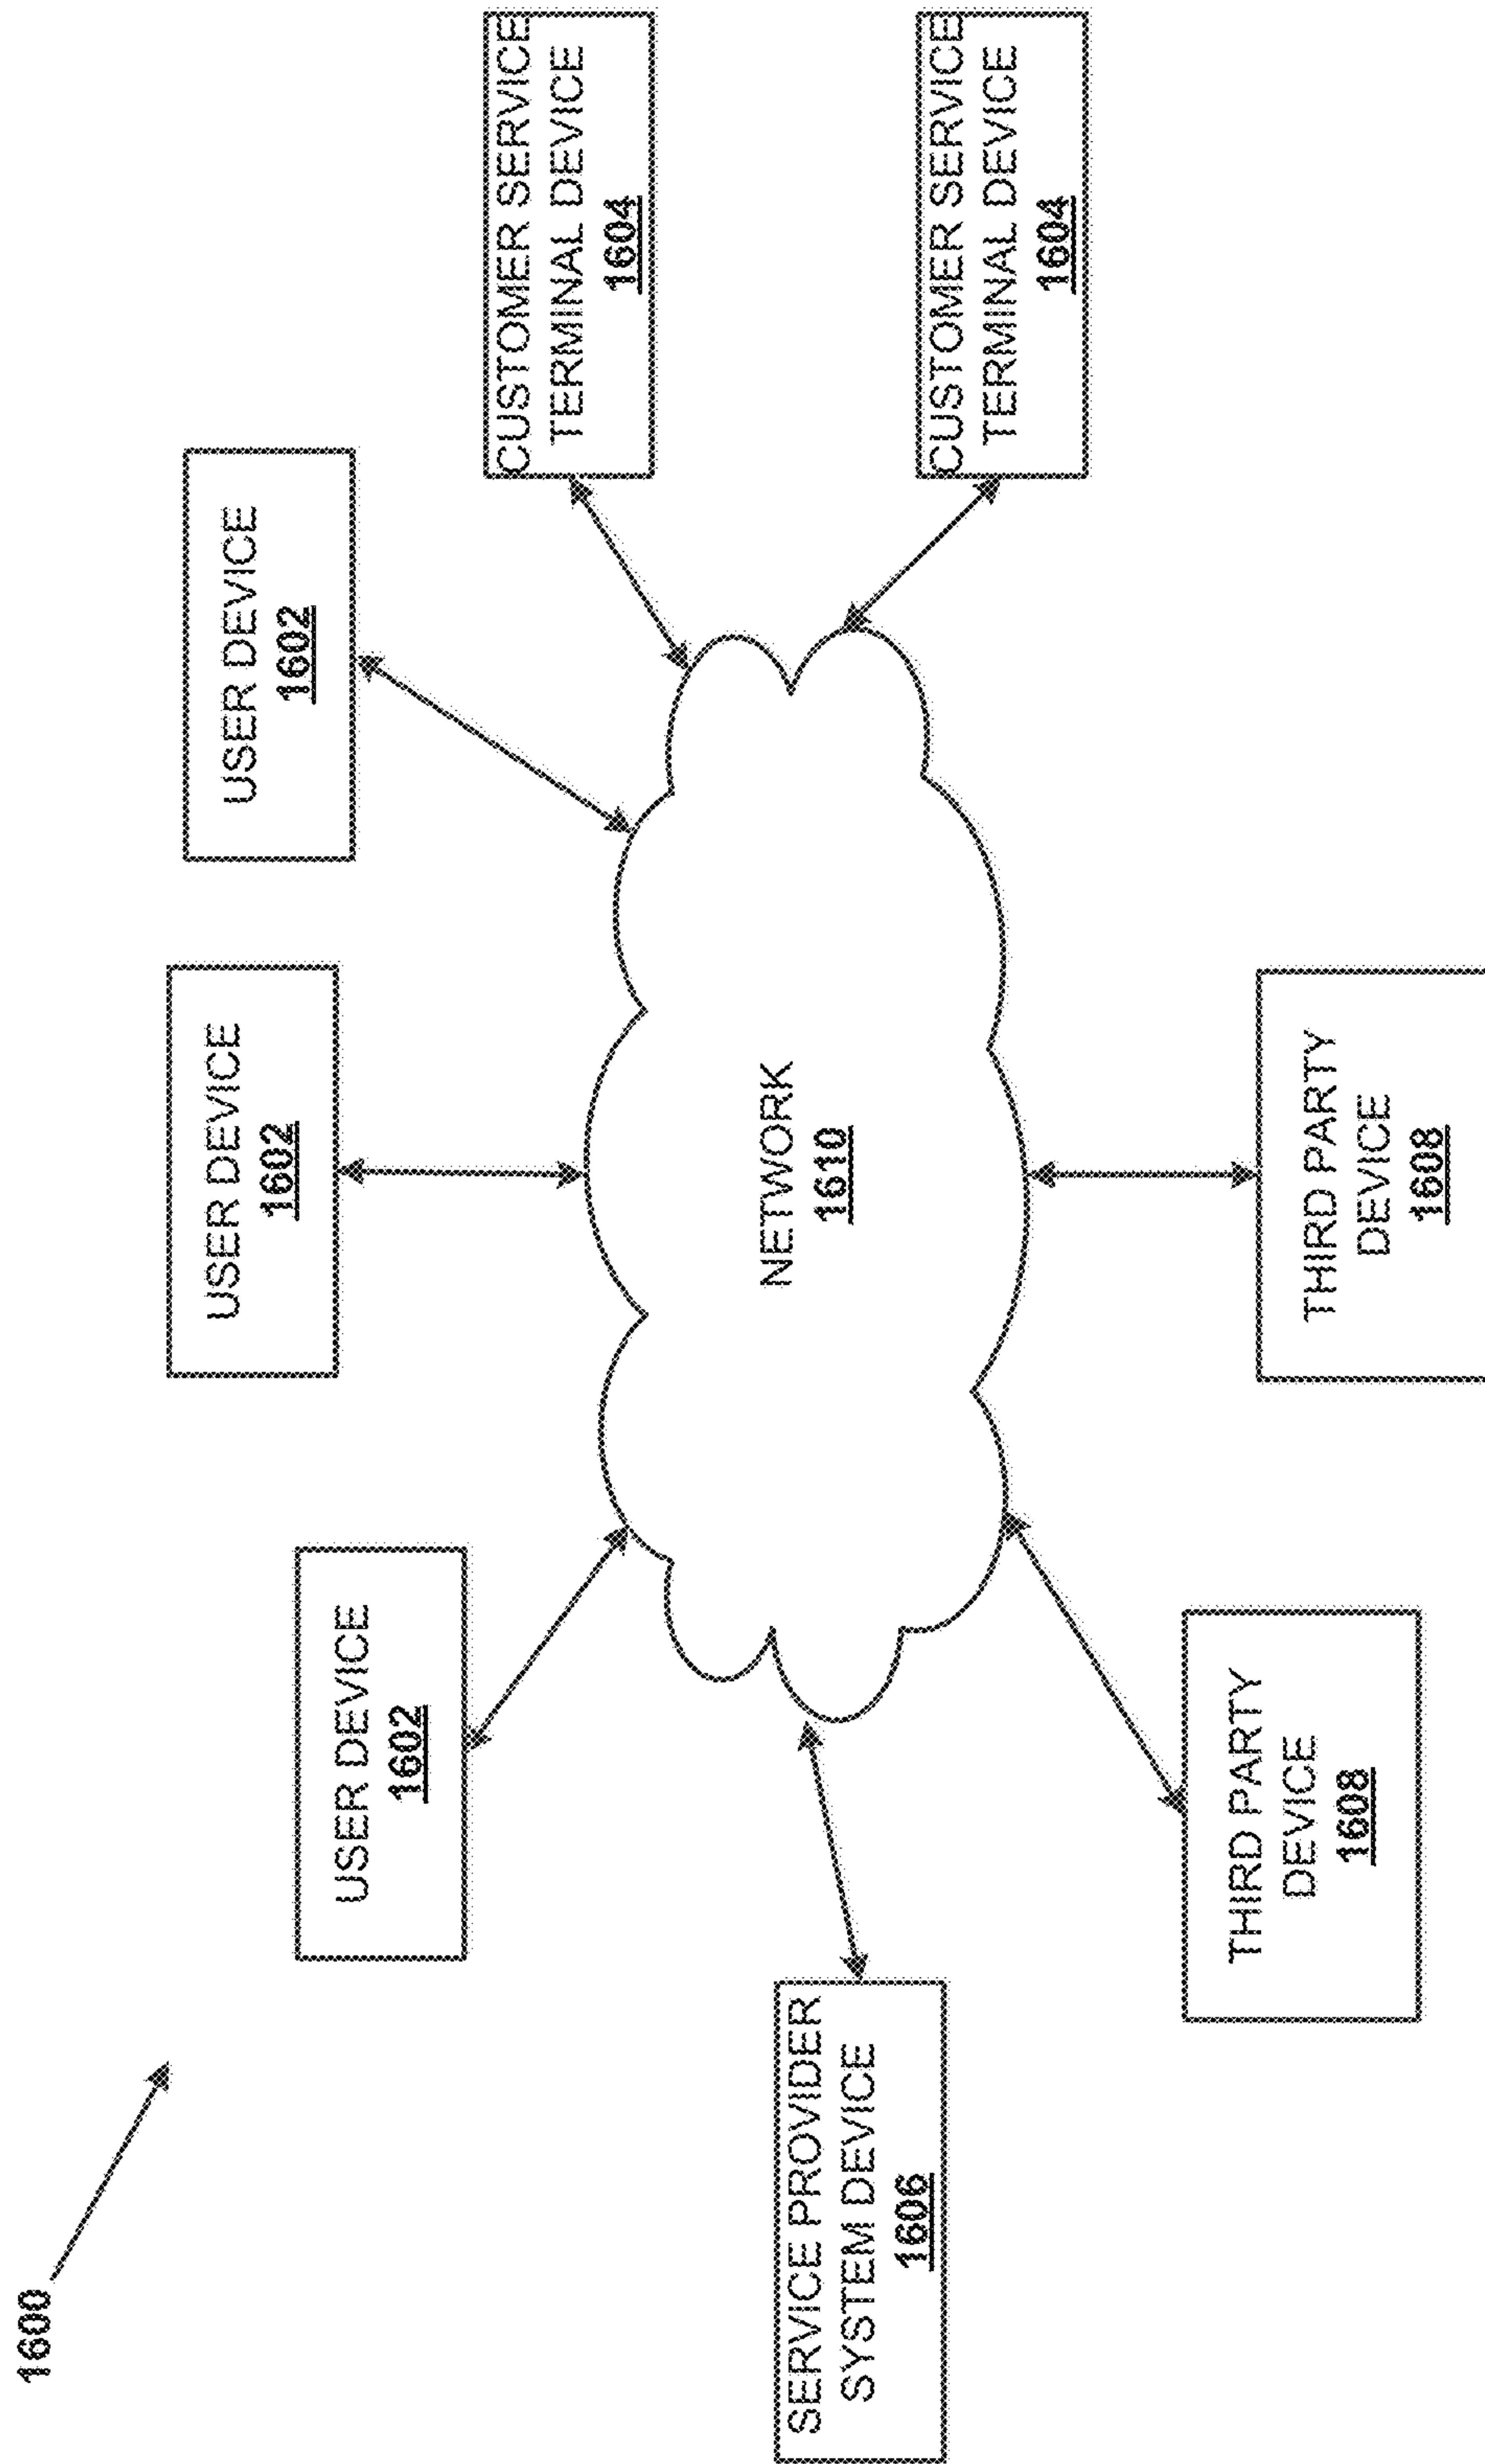 1600
USER DEVICE
1602
USER DEVICE
1602
USER DEVICE
1602
CUSTOMER SERVICE
TERMINAL DEVICE
1604
CUSTOMER SERVICE
TERMINAL DEVICE
1604
NETWORK
1610
SERVICE PROVIDER
SYSTEM DEVICE
1606
THIRD PARTY
DEVICE
1608
THIRD PARTY
DEVICE
1608